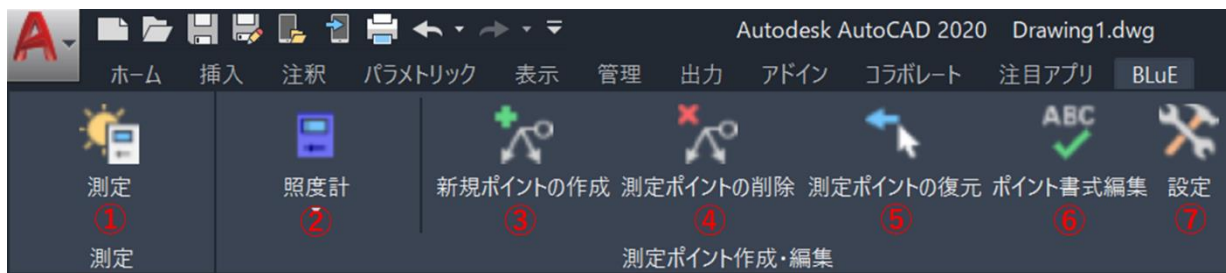 Autodesk AutoCAD 2020 Drawing1.dwg
ホーム 挿入 注釈 パラメトリック 表示 管理 出力 アドイン コラボレート 注目アプリ BLuE
ABC
測定 照度計 新規ポイントの作成 測定ポイントの削除 測定ポイントの復元 ポイント書式編集 設定
① ② ③ ④ ⑤ ⑥ ⑦
測定 測定ポイント作成・編集